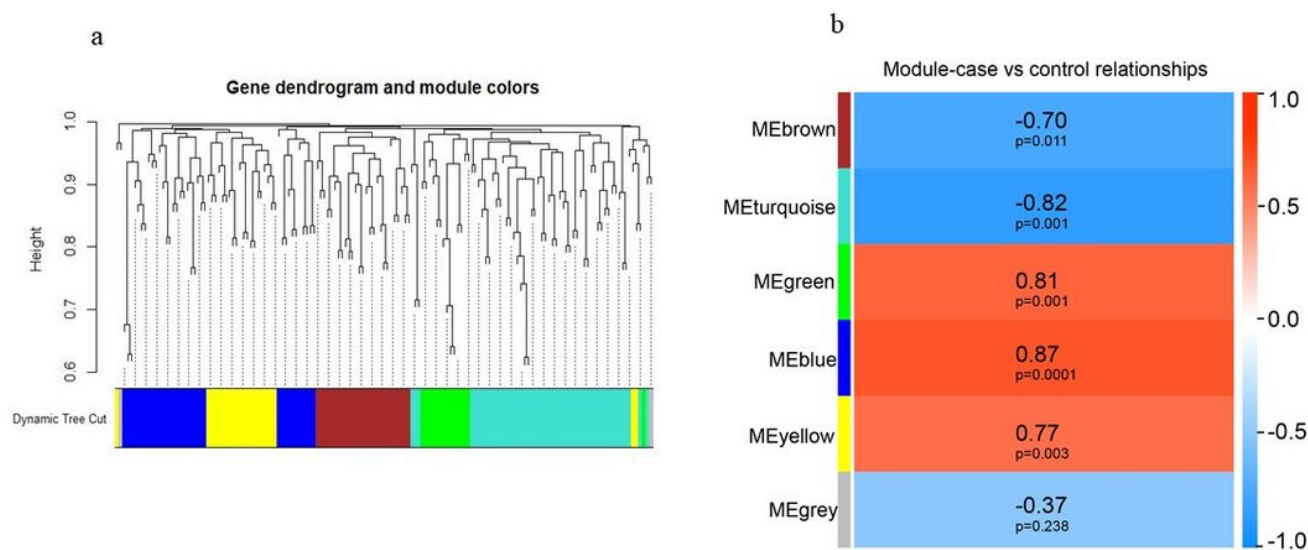 a
Gene dendrogram and module colors
Height
1.0
0.9
0.8
0.7
0.6
Dynamic Tree Cut
b
Module-case vs control relationships
MEbrown
-0.70
p=0.011
MEturquoise
-0.82
p=0.001
MEgreen
0.81
p=0.001
MEblue
0.87
p=0.0001
MEyellow
0.77
p=0.003
MEgrey
-0.37
p=0.238
1.0
0.5
0.0
-0.5
-1.0